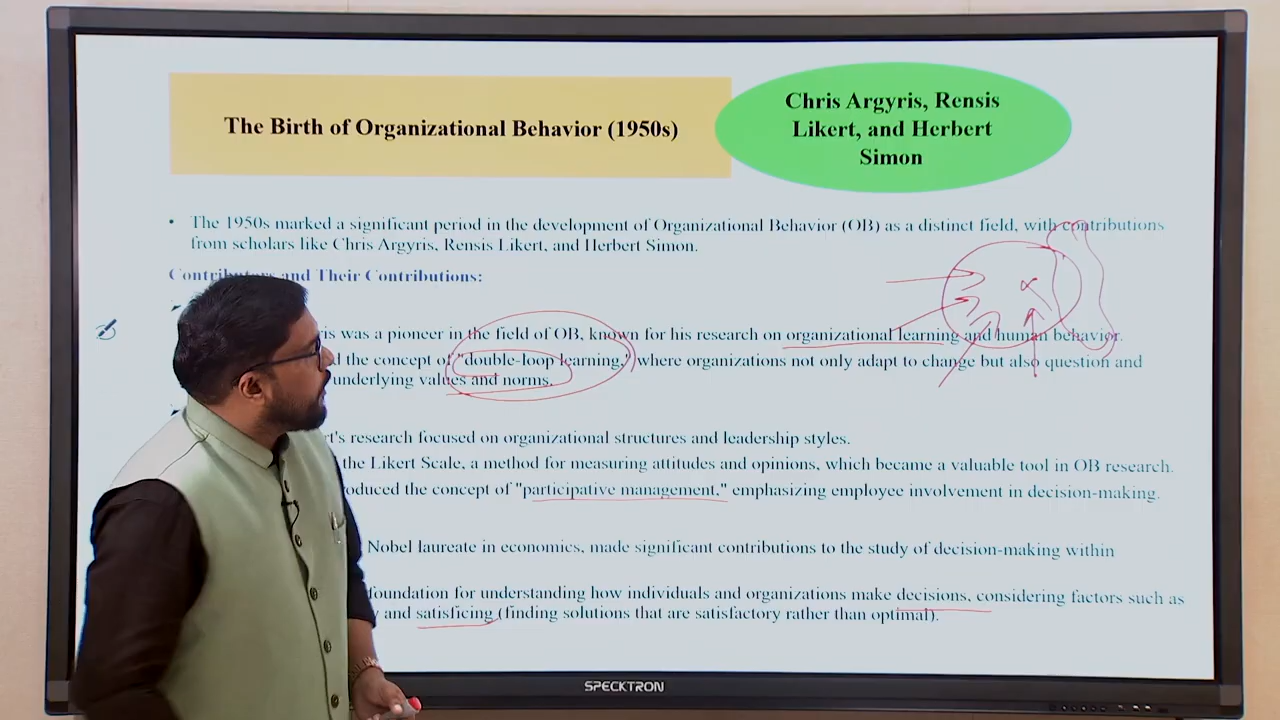 The Birth of Organizational Behavior (1950s)
Chris Argyris, Rensis
Likert, and Herbert
Simon
• The 1950s marked a significant period in the development of Organizational Behavior (OB) as a distinct field, with contributions
from scholars like Chris Argyris, Rensis Likert, and Herbert Simon.
Contributors and Their Contributions:
was a pioneer in the field of OB, known for his research on organizational learning and human behavior.
the concept of "double-loop learning," where organizations not only adapt to change but also question and
underlying values and norms.
research focused on organizational structures and leadership styles.
the Likert Scale, a method for measuring attitudes and opinions, which became a valuable tool in OB research.
the concept of "participative management," emphasizing employee involvement in decision-making.
Nobel laureate in economics, made significant contributions to the study of decision-making within
foundation for understanding how individuals and organizations make decisions, considering factors such as
and satisficing (finding solutions that are satisfactory rather than optimal).
SPECKTRON